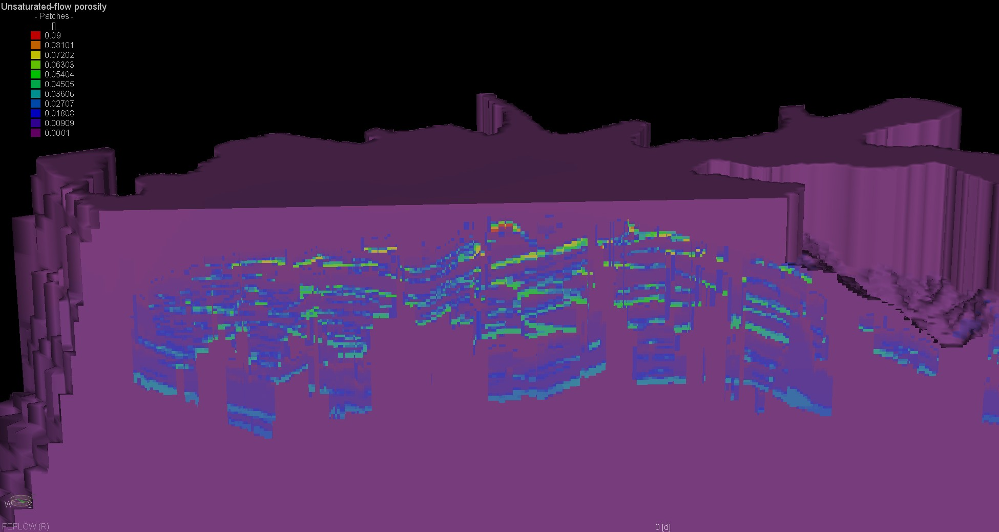 Unsaturated-flow porosity
- Patches -
[]
0.09
0.08101
0.07202
0.06303
0.05404
0.04505
0.03606
0.02707
0.01808
0.00909
0.0001
W S
FEFLOW (R)
0 [d]